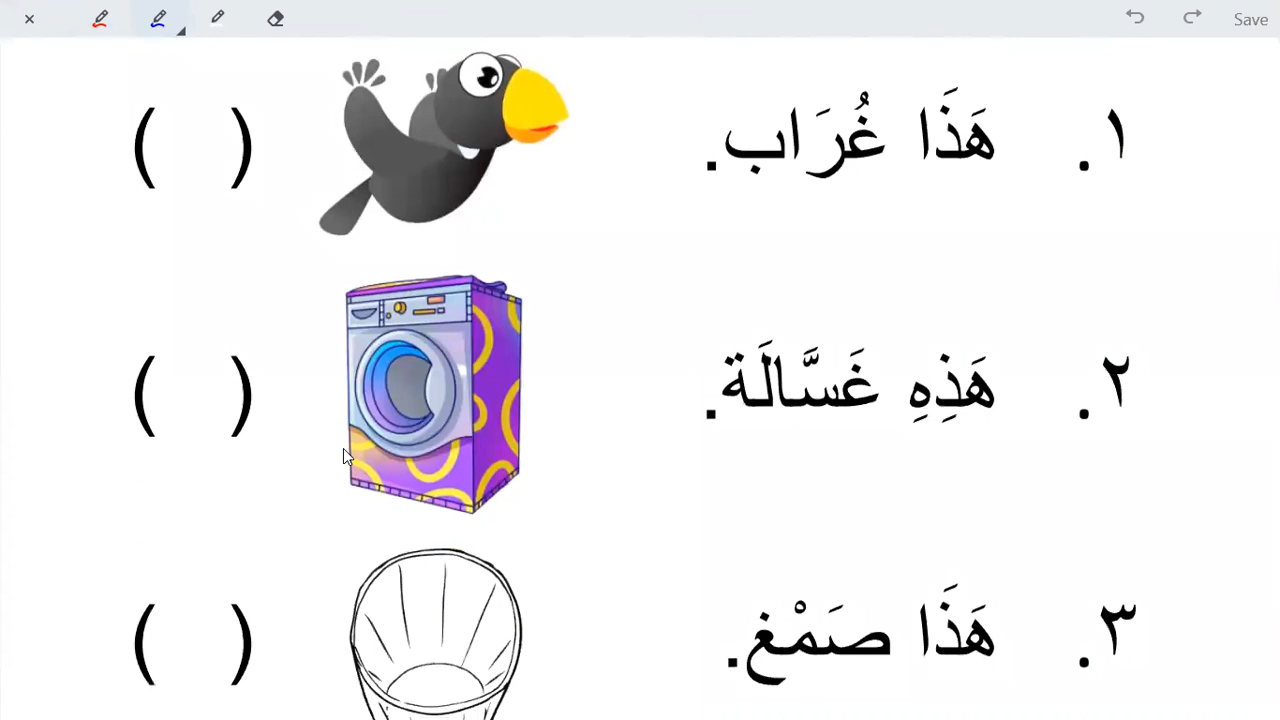 Save
١. هَذَا غُرَاب. ( )
٢. هَذِهِ غَسَّالَة. ( )
٣. هَذَا صَمْغ. ( )